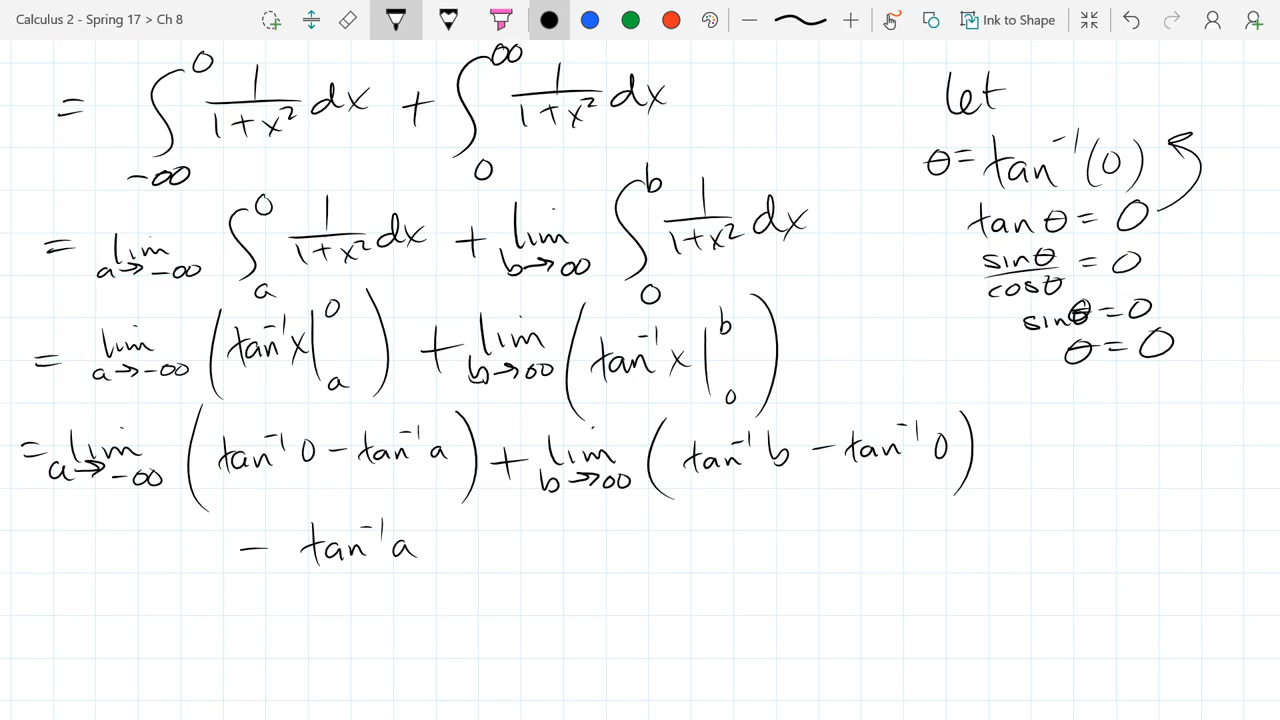 Calculus 2 - Spring 17 > Ch 8
Ink to Shape
= ∫_{-∞}^{0} 1/(1+x²) dx + ∫_{0}^{∞} 1/(1+x²) dx
= lim_{a→-∞} ∫_{a}^{0} 1/(1+x²) dx + lim_{b→∞} ∫_{0}^{b} 1/(1+x²) dx
= lim_{a→-∞} (tan⁻¹x |_{a}^{0}) + lim_{b→∞} (tan⁻¹x |_{0}^{b})
= lim_{a→-∞} (tan⁻¹ 0 - tan⁻¹ a) + lim_{b→∞} (tan⁻¹ b - tan⁻¹ 0)
- tan⁻¹ a
let
θ = tan⁻¹(0)
tan θ = 0
sin θ / cos θ = 0
sin θ = 0
θ = 0